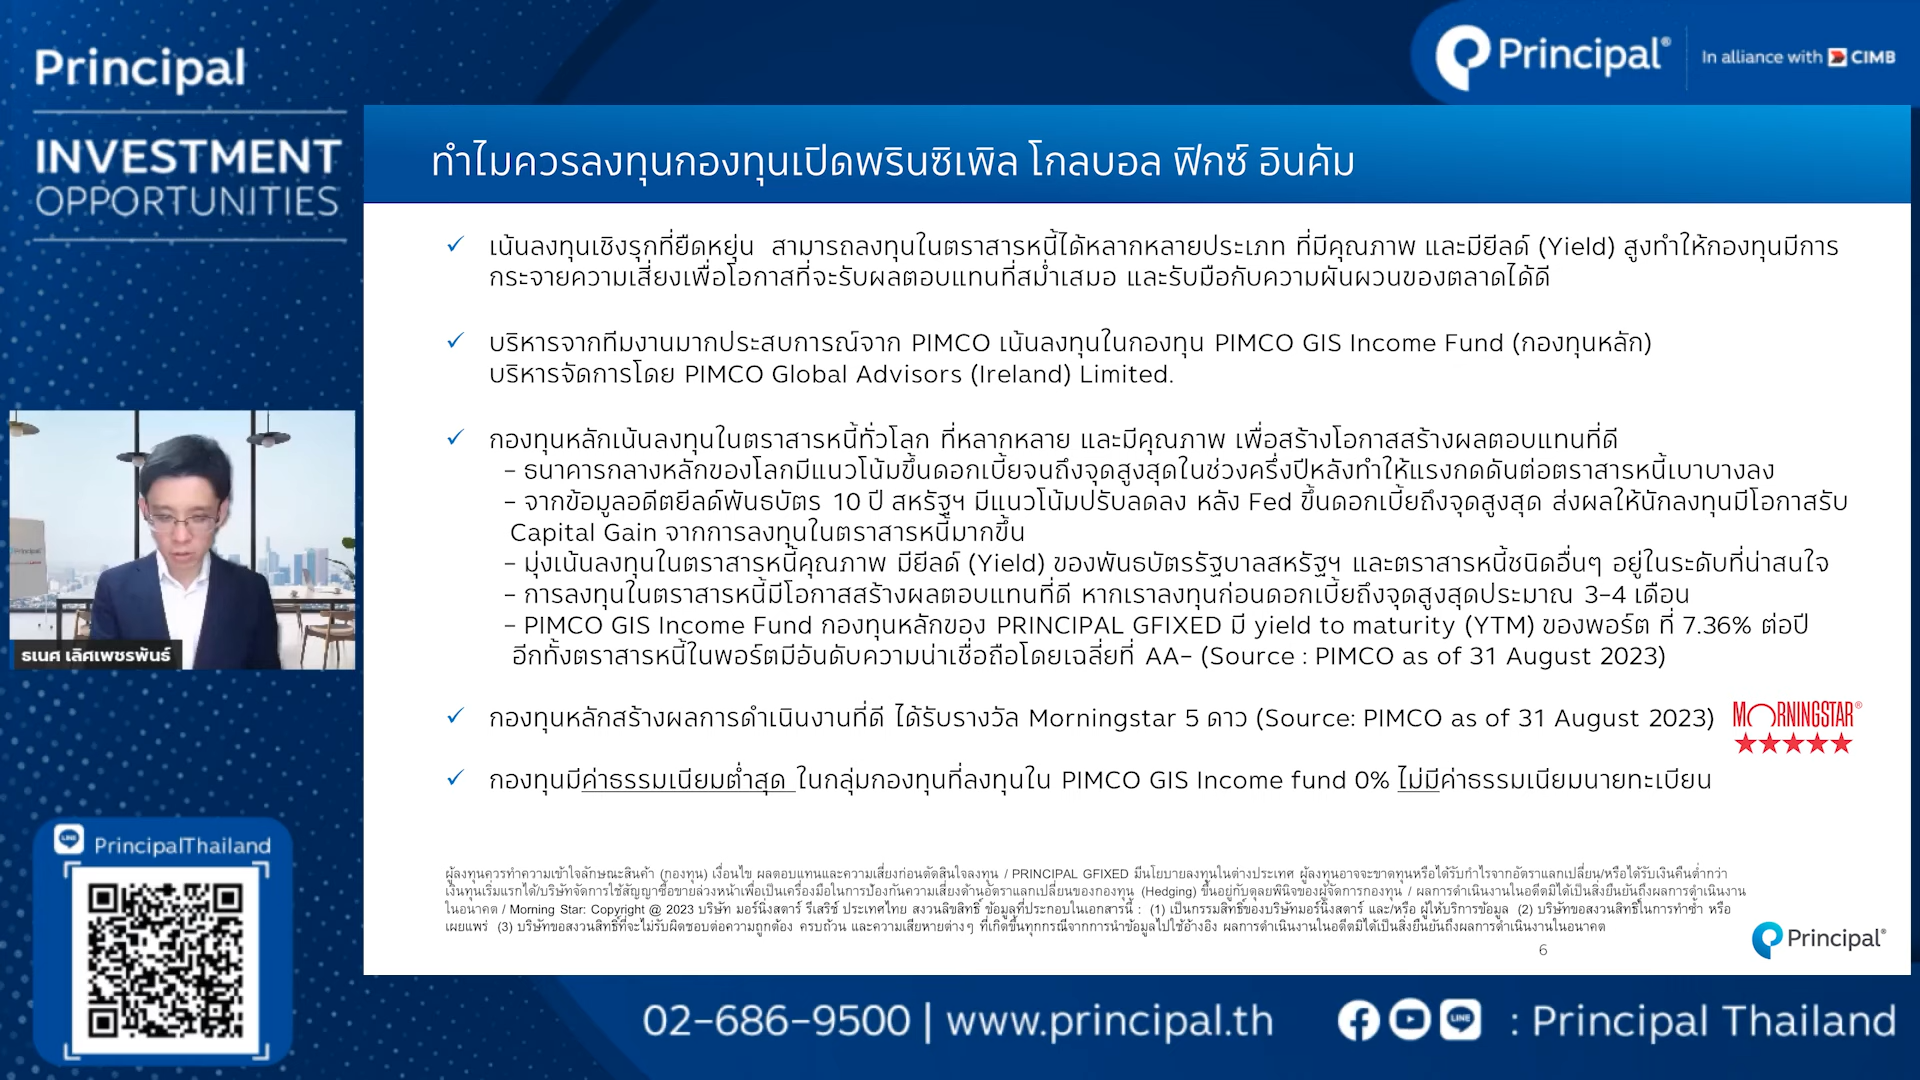 Principal
INVESTMENT
OPPORTUNITIES
Principal®
In alliance with CIMB
ทำไมควรลงทุนกองทุนเปิดพรินซิเพิล โกลบอล ฟิกซ์ อินคัม
✓ เน้นลงทุนเชิงรุกที่ยืดหยุ่น สามารถลงทุนในตราสารหนี้ได้หลากหลายประเภท ที่มีคุณภาพ และมียีลด์ (Yield) สูงทำให้กองทุนมีการ
กระจายความเสี่ยงเพื่อโอกาสที่จะรับผลตอบแทนที่สม่ำเสมอ และรับมือกับความผันผวนของตลาดได้ดี
✓ บริหารจากทีมงานมากประสบการณ์จาก PIMCO เน้นลงทุนในกองทุน PIMCO GIS Income Fund (กองทุนหลัก)
บริหารจัดการโดย PIMCO Global Advisors (Ireland) Limited.
✓ กองทุนหลักเน้นลงทุนในตราสารหนี้ทั่วโลก ที่หลากหลาย และมีคุณภาพ เพื่อสร้างโอกาสสร้างผลตอบแทนที่ดี
– ธนาคารกลางหลักของโลกมีแนวโน้มขึ้นดอกเบี้ยจนถึงจุดสูงสุดในช่วงครึ่งปีหลังทำให้แรงกดดันต่อตราสารหนี้เบาบางลง
– จากข้อมูลอดีตยีลด์พันธบัตร 10 ปี สหรัฐฯ มีแนวโน้มปรับลดลง หลัง Fed ขึ้นดอกเบี้ยถึงจุดสูงสุด ส่งผลให้นักลงทุนมีโอกาสรับ
Capital Gain จากการลงทุนในตราสารหนี้มากขึ้น
– มุ่งเน้นลงทุนในตราสารหนี้คุณภาพ มียีลด์ (Yield) ของพันธบัตรรัฐบาลสหรัฐฯ และตราสารหนี้ชนิดอื่นๆ อยู่ในระดับที่น่าสนใจ
– การลงทุนในตราสารหนี้มีโอกาสสร้างผลตอบแทนที่ดี หากเราลงทุนก่อนดอกเบี้ยถึงจุดสูงสุดประมาณ 3–4 เดือน
– PIMCO GIS Income Fund กองทุนหลักของ PRINCIPAL GFIXED มี yield to maturity (YTM) ของพอร์ต ที่ 7.36% ต่อปี
อีกทั้งตราสารหนี้ในพอร์ตมีอันดับความน่าเชื่อถือโดยเฉลี่ยที่ AA– (Source : PIMCO as of 31 August 2023)
✓ กองทุนหลักสร้างผลการดำเนินงานที่ดี ได้รับรางวัล Morningstar 5 ดาว (Source: PIMCO as of 31 August 2023)
MORNINGSTAR®
★★★★★
✓ กองทุนมีค่าธรรมเนียมต่ำสุด ในกลุ่มกองทุนที่ลงทุนใน PIMCO GIS Income fund 0% ไม่มีค่าธรรมเนียมนายทะเบียน
ธเนศ เลิศเพชรพันธ์
ผู้ลงทุนควรทำความเข้าใจลักษณะสินค้า (กองทุน) เงื่อนไข ผลตอบแทนและความเสี่ยงก่อนตัดสินใจลงทุน / PRINCIPAL GFIXED มีนโยบายลงทุนในต่างประเทศ ผู้ลงทุนอาจจะขาดทุนหรือได้รับกำไรจากอัตราแลกเปลี่ยน/หรือได้รับเงินคืนต่ำกว่า
เงินทุนเริ่มแรกได้/บริษัทจัดการใช้สัญญาซื้อขายล่วงหน้าเพื่อเป็นเครื่องมือในการป้องกันความเสี่ยงด้านอัตราแลกเปลี่ยนของกองทุน (Hedging) ขึ้นอยู่กับดุลยพินิจของผู้จัดการกองทุน / ผลการดำเนินงานในอดีตมิได้เป็นสิ่งยืนยันถึงผลการดำเนินงาน
ในอนาคต / Morning Star: Copyright @ 2023 บริษัท มอร์นิ่งสตาร์ รีเสริช์ ประเทศไทย สงวนลิขสิทธิ์ ข้อมูลที่ประกอบในเอกสารนี้ : (1) เป็นกรรมสิทธิ์ของบริษัทมอร์นิ่งสตาร์ และ/หรือ ผู้ให้บริการข้อมูล (2) บริษัทขอสงวนสิทธิ์ในการทำซ้ำ หรือ
เผยแพร่ (3) บริษัทขอสงวนสิทธิ์ที่จะไม่รับผิดชอบต่อความถูกต้อง ครบถ้วน และความเสียหายต่างๆ ที่เกิดขึ้นทุกกรณีจากการนำข้อมูลไปใช้อ้างอิง ผลการดำเนินงานในอดีตมิได้เป็นสิ่งยืนยันถึงผลการดำเนินงานในอนาคต
6
Principal®
LINE PrincipalThailand
02–686–9500 | www.principal.th
LINE : Principal Thailand